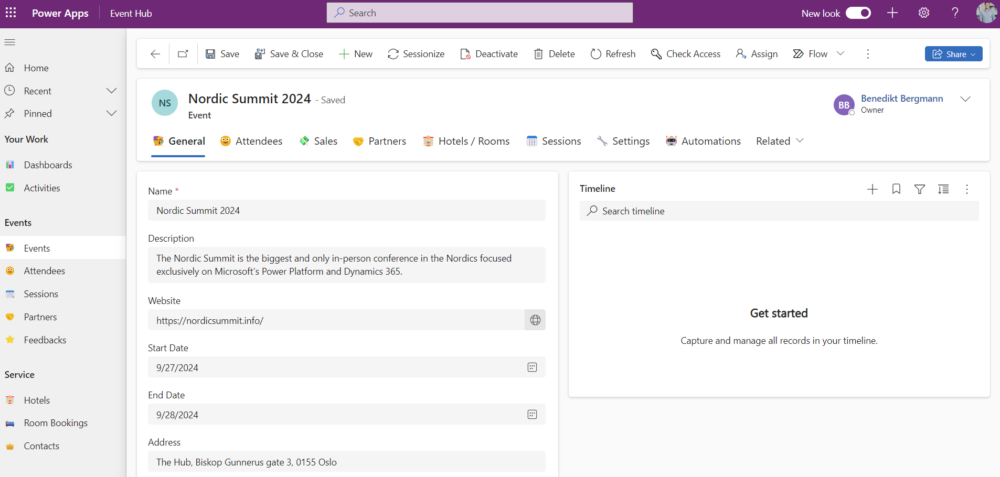 Power Apps
Event Hub
Search
New look
Home
Recent
Pinned
Your Work
Dashboards
Activities
Events
Events
Attendees
Sessions
Partners
Feedbacks
Service
Hotels
Room Bookings
Contacts
Save
Save & Close
New
Sessionize
Deactivate
Delete
Refresh
Check Access
Assign
Flow
Share
NS
Nordic Summit 2024 - Saved
Event
BB
Benedikt Bergmann
Owner
General
Attendees
Sales
Partners
Hotels / Rooms
Sessions
Settings
Automations
Related
Name *
Nordic Summit 2024
Description
The Nordic Summit is the biggest and only in-person conference in the Nordics focused
exclusively on Microsoft's Power Platform and Dynamics 365.
Website
https://nordicsummit.info/
Start Date
9/27/2024
End Date
9/28/2024
Address
The Hub, Biskop Gunnerus gate 3, 0155 Oslo
Timeline
Search timeline
Get started
Capture and manage all records in your timeline.